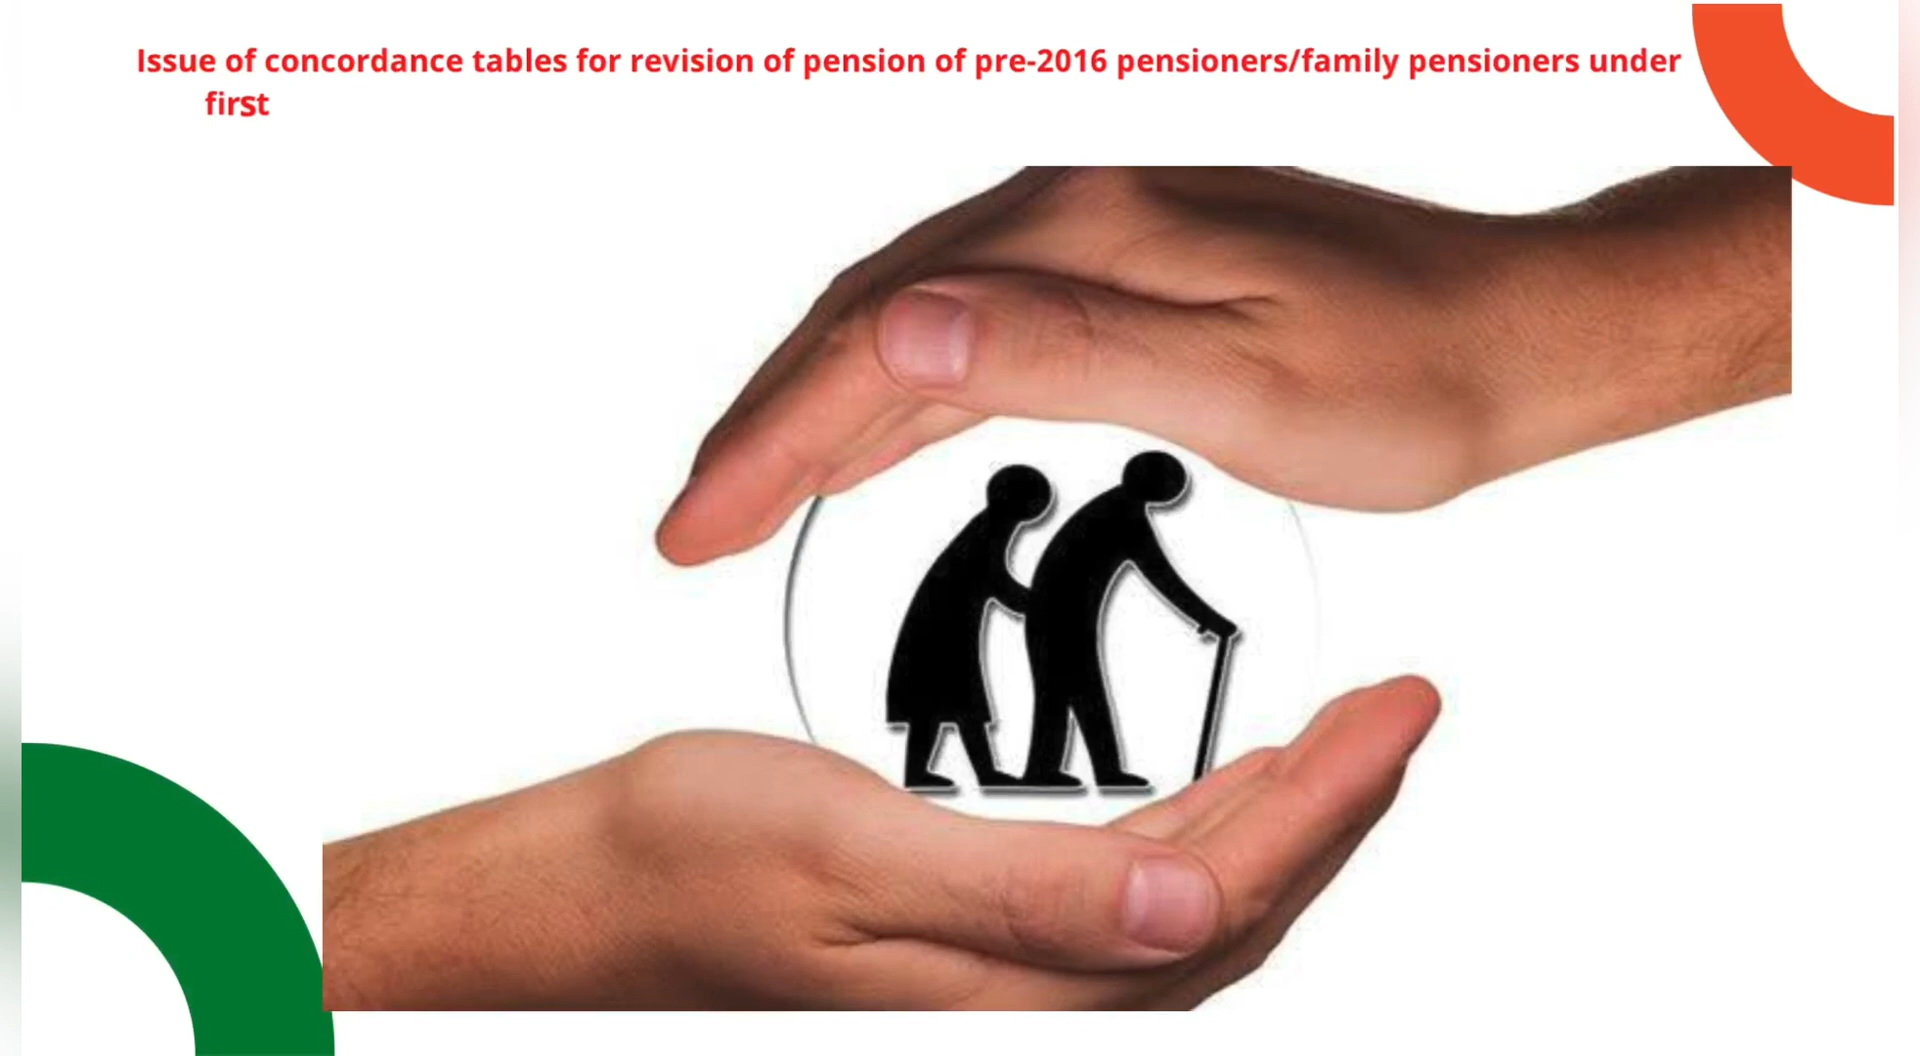 Issue of concordance tables for revision of pension of pre-2016 pensioners/family pensioners under
first